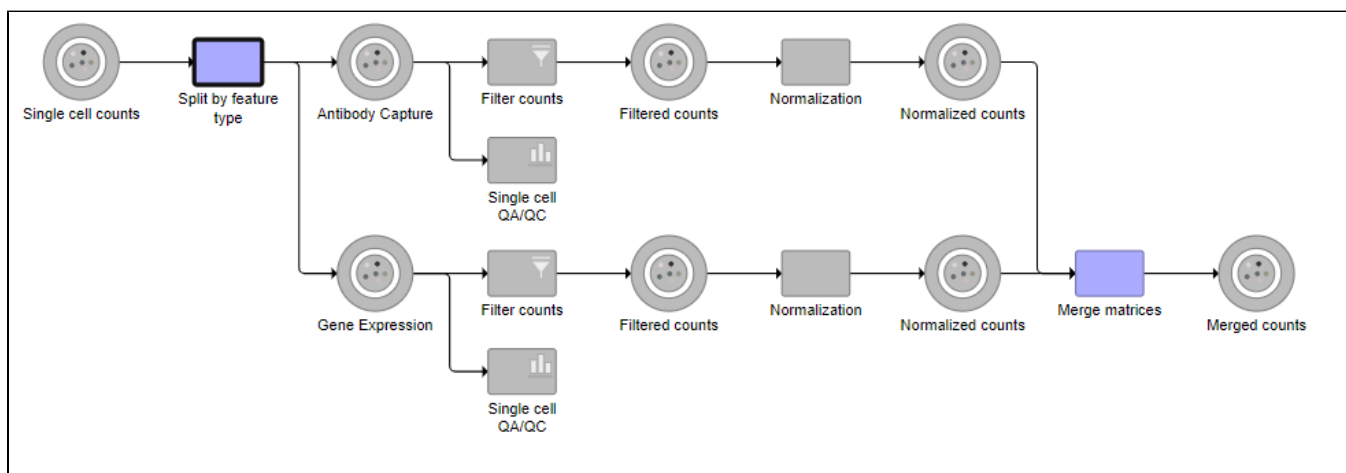 Single cell counts
Split by feature
type
Antibody Capture
Filter counts
Filtered counts
Normalization
Normalized counts
Single cell
QA/QC
Gene Expression
Filter counts
Filtered counts
Normalization
Normalized counts
Merge matrices
Merged counts
Single cell
QA/QC